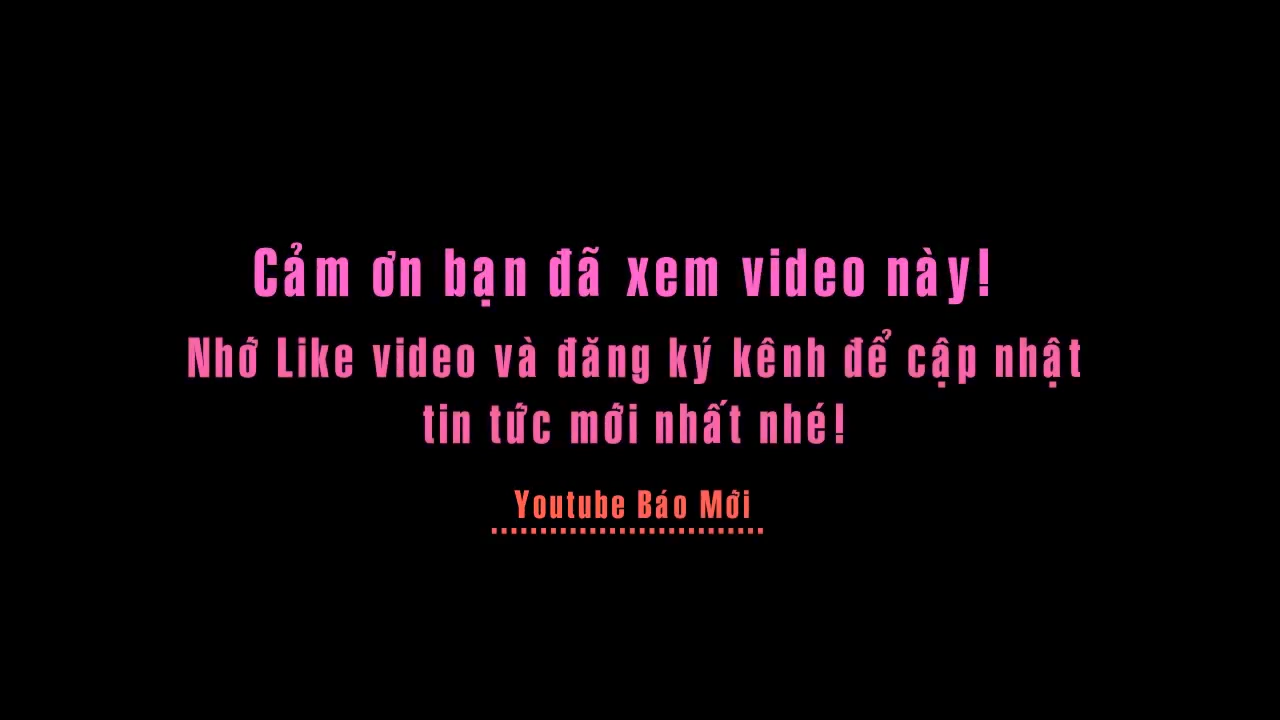 Cảm ơn bạn đã xem video này!
Nhớ Like video và đăng ký kênh để cập nhật
tin tức mới nhất nhé!
Youtube Báo Mới